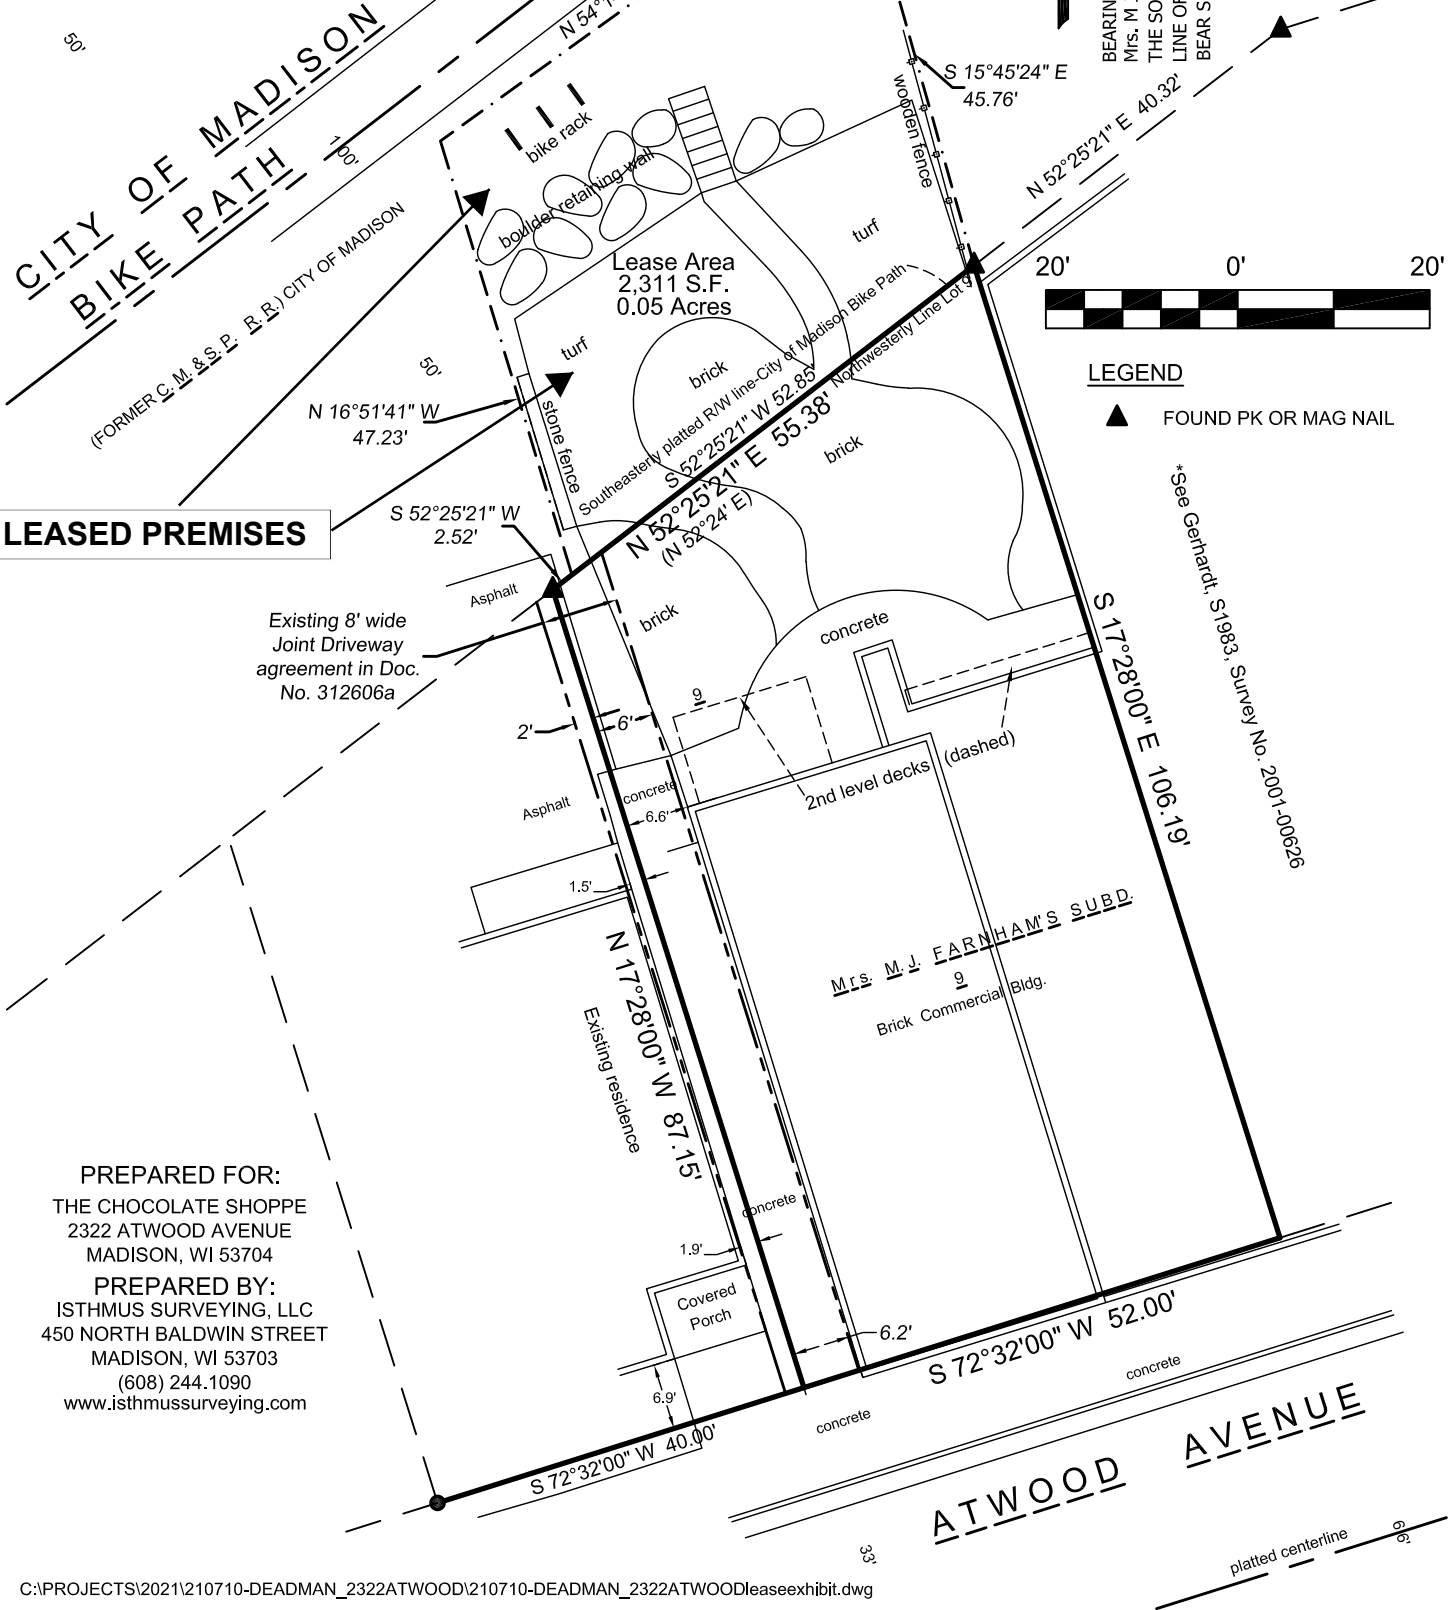 50'
CITY OF MADISON
BIKE PATH
100'
(FORMER C. M. & S. P. R. R.) CITY OF MADISON
50'
bike rack
boulder retaining wall
wooden fence
S 15°45'24" E
45.76'
BEARIN
THE SO
LINE OF
BEAR S
N 52°25'21" E 40.32'
turf
Lease Area
2,311 S.F.
0.05 Acres
20' 0' 20'
LEGEND
FOUND PK OR MAG NAIL
turf
brick
N 16°51'41" W
47.23'
stone fence
Southeasterly platted R/W line-City of Madison Bike Path
Northwesterly Line Lot 9
S 52°25'21" W 52.85'
N 52°25'21" E 55.38'
(N 52°24' E)
brick
LEASED PREMISES
S 52°25'21" W
2.52'
Asphalt
Existing 8' wide
Joint Driveway
agreement in Doc.
No. 312606a
brick
concrete
*See Gerhardt, S1983, Survey No. 2001-00626
S 17°28'00" E 106.19'
9
2'
6'
2nd level decks (dashed)
Asphalt
concrete
6.6'
1.5'
N 17°28'00" W 87.15'
Existing residence
Mrs. M.J. FARNHAM'S SUBD.
9
Brick Commercial Bldg.
PREPARED FOR:
THE CHOCOLATE SHOPPE
2322 ATWOOD AVENUE
MADISON, WI 53704
PREPARED BY:
ISTHMUS SURVEYING, LLC
450 NORTH BALDWIN STREET
MADISON, WI 53703
(608) 244.1090
www.isthmussurveying.com
concrete
1.9'
Covered
Porch
6.2'
6.9'
S 72°32'00" W 52.00'
S 72°32'00" W 40.00'
concrete
concrete
ATWOOD AVENUE
33'
platted centerline
66'
C:\PROJECTS\2021\210710-DEADMAN_2322ATWOOD\210710-DEADMAN_2322ATWOODleaseexhibit.dwg